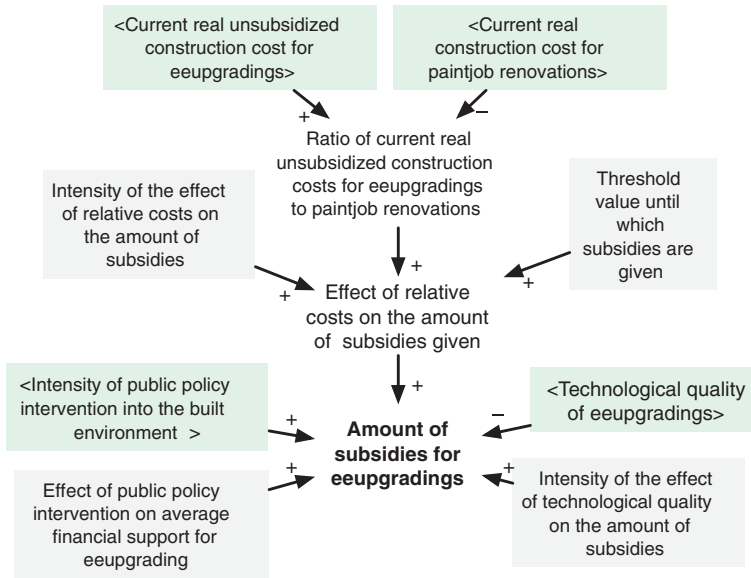 <Current real unsubsidized
construction cost for
eeupgradings>
<Current real
construction cost for
paintjob renovations>
+
–
Ratio of current real
unsubsidized construction
costs for eeupgradings
to paintjob renovations
Intensity of the effect
of relative costs on
the amount of
subsidies
Threshold
value until
which
subsidies are
given
+
+
+
Effect of relative
costs on the amount
of subsidies given
+
<Intensity of public policy
intervention into the built
environment >
<Technological quality
of eeupgradings>
+
–
Amount of
subsidies for
eeupgradings
+
+
Effect of public policy
intervention on average
financial support for
eeupgrading
Intensity of the effect
of technological quality
on the amount of
subsidies